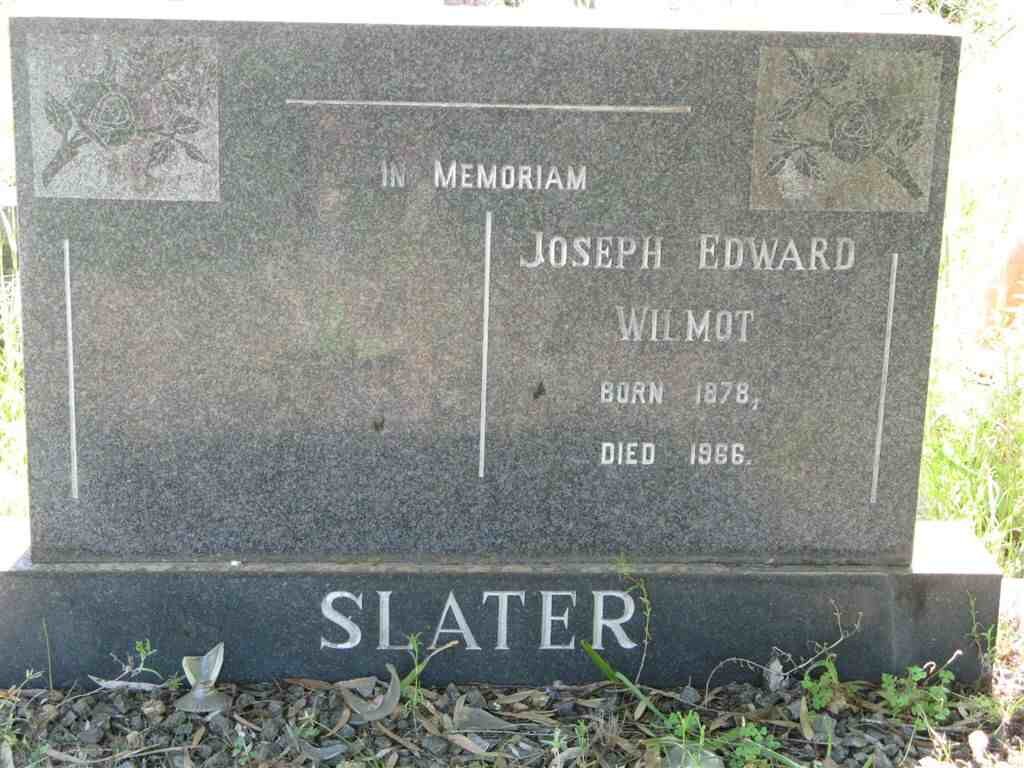 IN MEMORIAM
JOSEPH EDWARD
WILMOT
BORN 1878,
DIED 1966.
SLATER